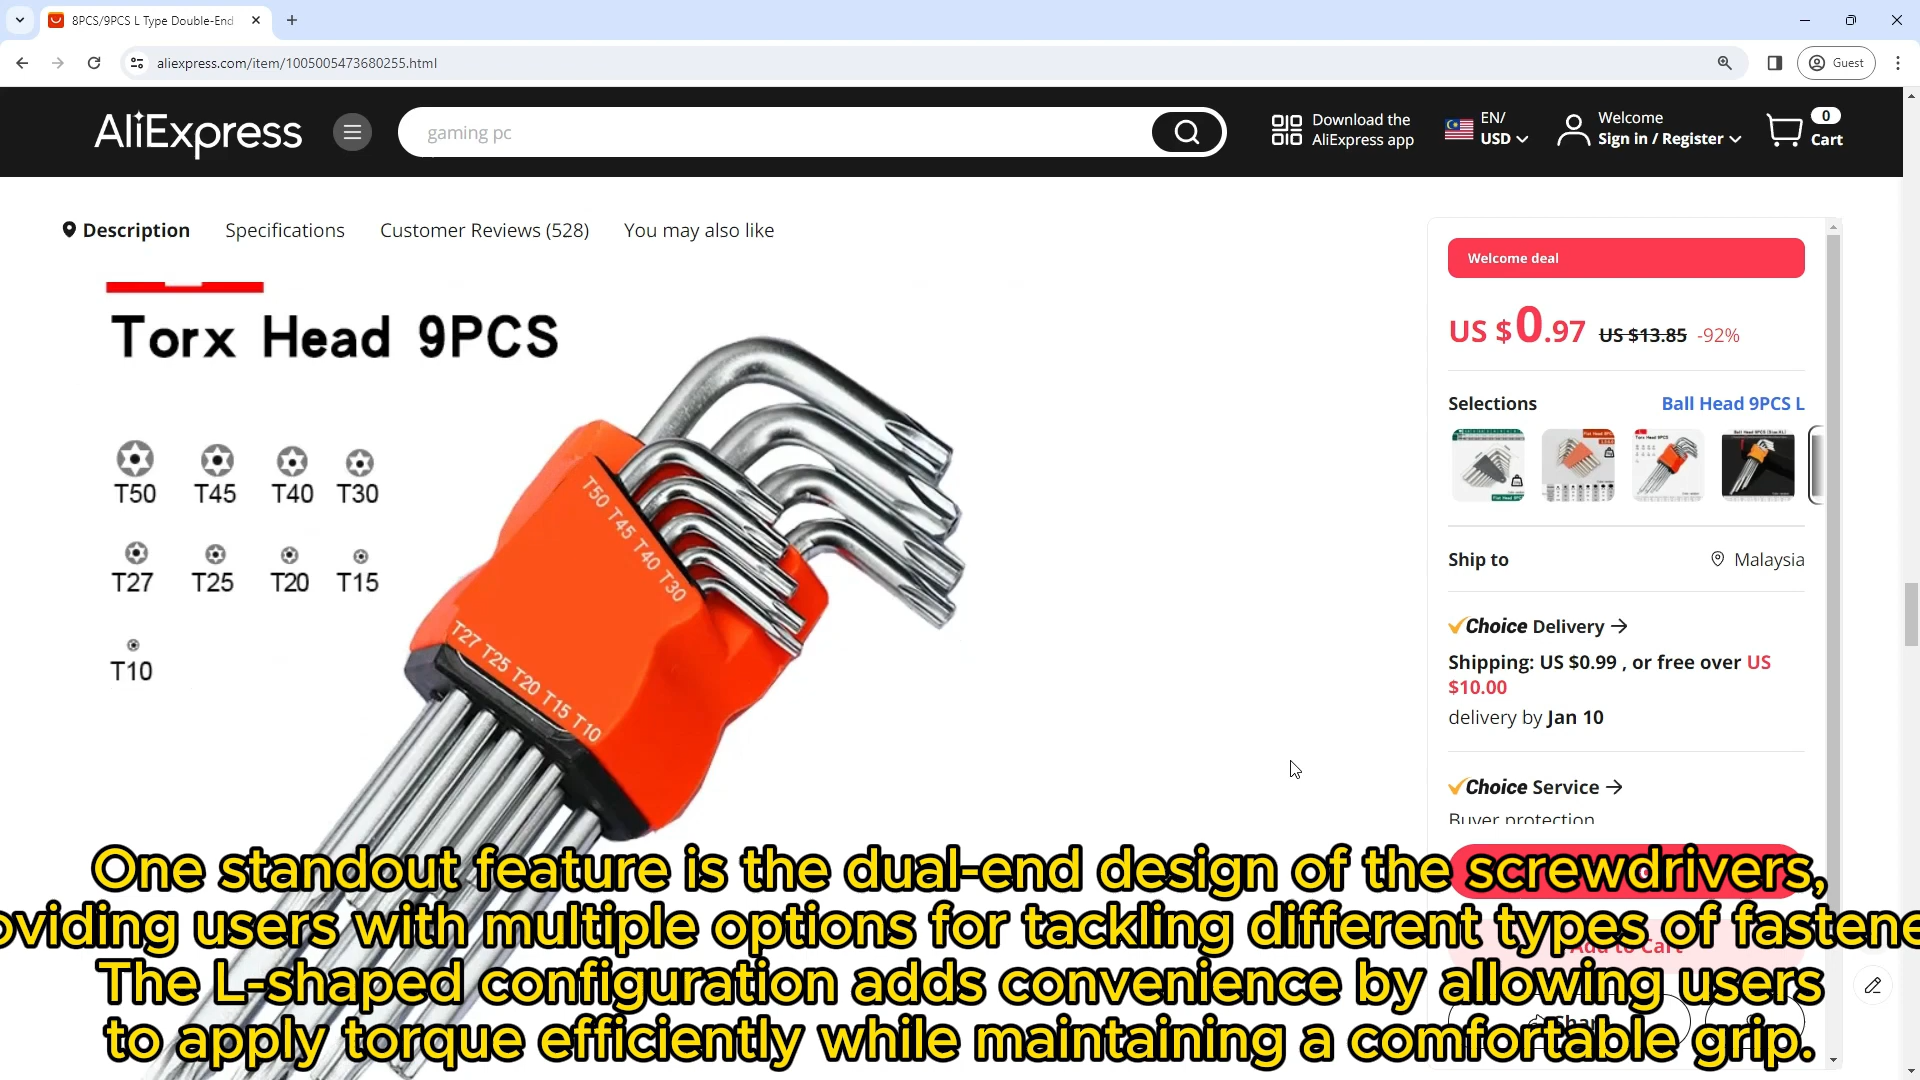 8PCS/9PCS L Type Double-End
aliexpress.com/item/1005005473680255.html
Guest
AliExpress
gaming pc
Download the
AliExpress app
EN/
USD
Welcome
Sign in / Register
0
Cart
Description
Specifications
Customer Reviews (528)
You may also like
Torx Head 9PCS
T50 T45 T40 T30
T27 T25 T20 T15
T10
T50 T45 T40 T30
T27 T25 T20 T15 T10
Welcome deal
US $0.97 US $13.85 -92%
Selections
Ball Head 9PCS L
Ship to
Malaysia
Choice Delivery
Shipping: US $0.99 , or free over US
$10.00
delivery by Jan 10
Choice Service
Buyer protection
Add to Cart
Share
One standout feature is the dual-end design of the screwdrivers,
oviding users with multiple options for tackling different types of fastene
The L-shaped configuration adds convenience by allowing users
to apply torque efficiently while maintaining a comfortable grip.